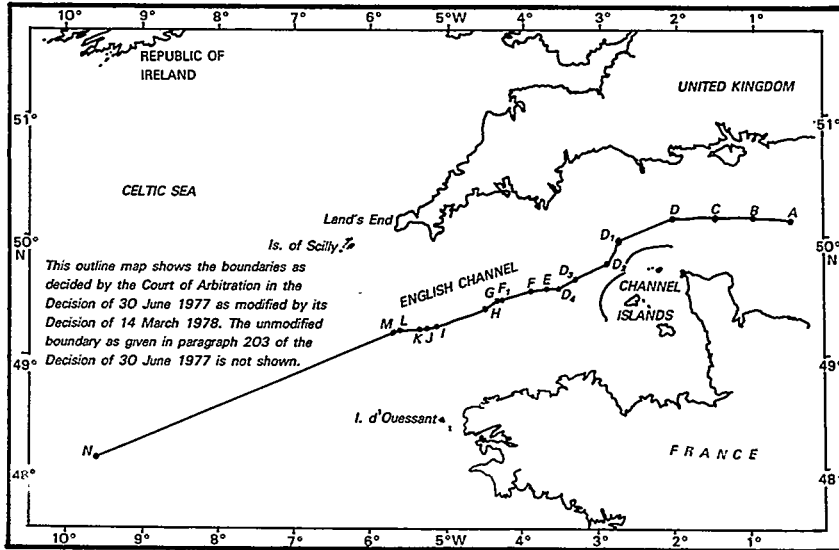 10° 9° 8° 7° 6° 5°W 4° 3° 2° 1°
REPUBLIC OF
IRELAND
UNITED KINGDOM
51°
51°
CELTIC SEA
Land's End
D C B A
D1
50°
N
50°
N
Is. of Scilly
This outline map shows the boundaries as
decided by the Court of Arbitration in the
Decision of 30 June 1977 as modified by its
Decision of 14 March 1978. The unmodified
boundary as given in paragraph 203 of the
Decision of 30 June 1977 is not shown.
ENGLISH CHANNEL
D2
D3
D4
CHANNEL
ISLANDS
G F1 F E
H
M L
K J I
49°
49°
I. d'Ouessant
FRANCE
N
48°
48°
10° 9° 8° 7° 6° 5°W 4° 3° 2° 1°